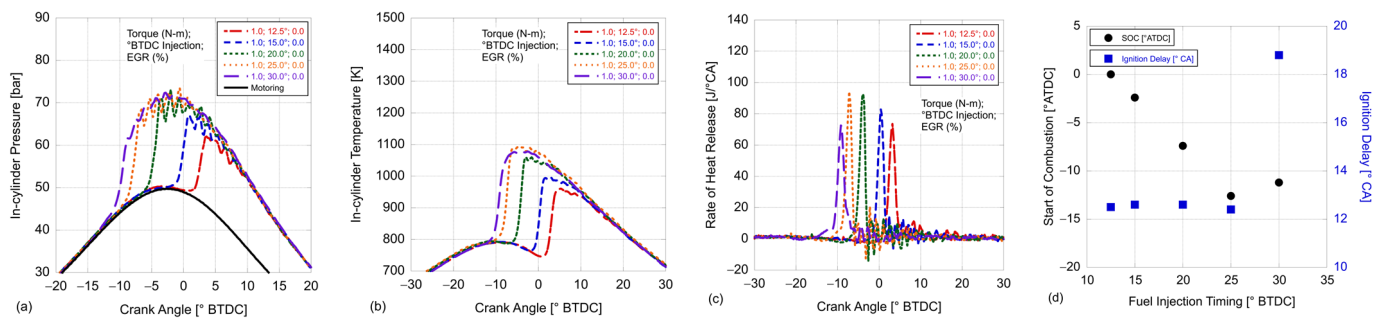 In-cylinder Pressure [bar]
80
70
60
50
40
30
Torque (N-m);
°BTDC Injection;
EGR (%)
1.0; 12.5°; 0.0
1.0; 15.0°; 0.0
1.0; 20.0°; 0.0
1.0; 25.0°; 0.0
1.0; 30.0°; 0.0
Motoring
−20 −15 −10 −5 0 5 10 15 20
Crank Angle [° BTDC]
(a)
In-cylinder Temperature [K]
1500
1400
1300
1200
1100
1000
900
800
700
Torque (N-m);
°BTDC Injection;
EGR (%)
1.0; 12.5°; 0.0
1.0; 15.0°; 0.0
1.0; 20.0°; 0.0
1.0; 25.0°; 0.0
1.0; 30.0°; 0.0
−30 −20 −10 0 10 20 30
Crank Angle [° BTDC]
(b)
Rate of Heat Release [J/°CA]
140
120
100
80
60
40
20
0
−20
1.0; 12.5°; 0.0
1.0; 15.0°; 0.0
1.0; 20.0°; 0.0
1.0; 25.0°; 0.0
1.0; 30.0°; 0.0
Torque (N-m);
°BTDC Injection;
EGR (%)
−30 −20 −10 0 10 20 30
Crank Angle [° BTDC]
(c)
Start of Combustion [°ATDC]
5
0
−5
−10
−15
−20
SOC [°ATDC]
Ignition Delay [° CA]
20
18
16
14
12
10
Ignition Delay [° CA]
10 15 20 25 30 35
Fuel Injection Timing [° BTDC]
(d)